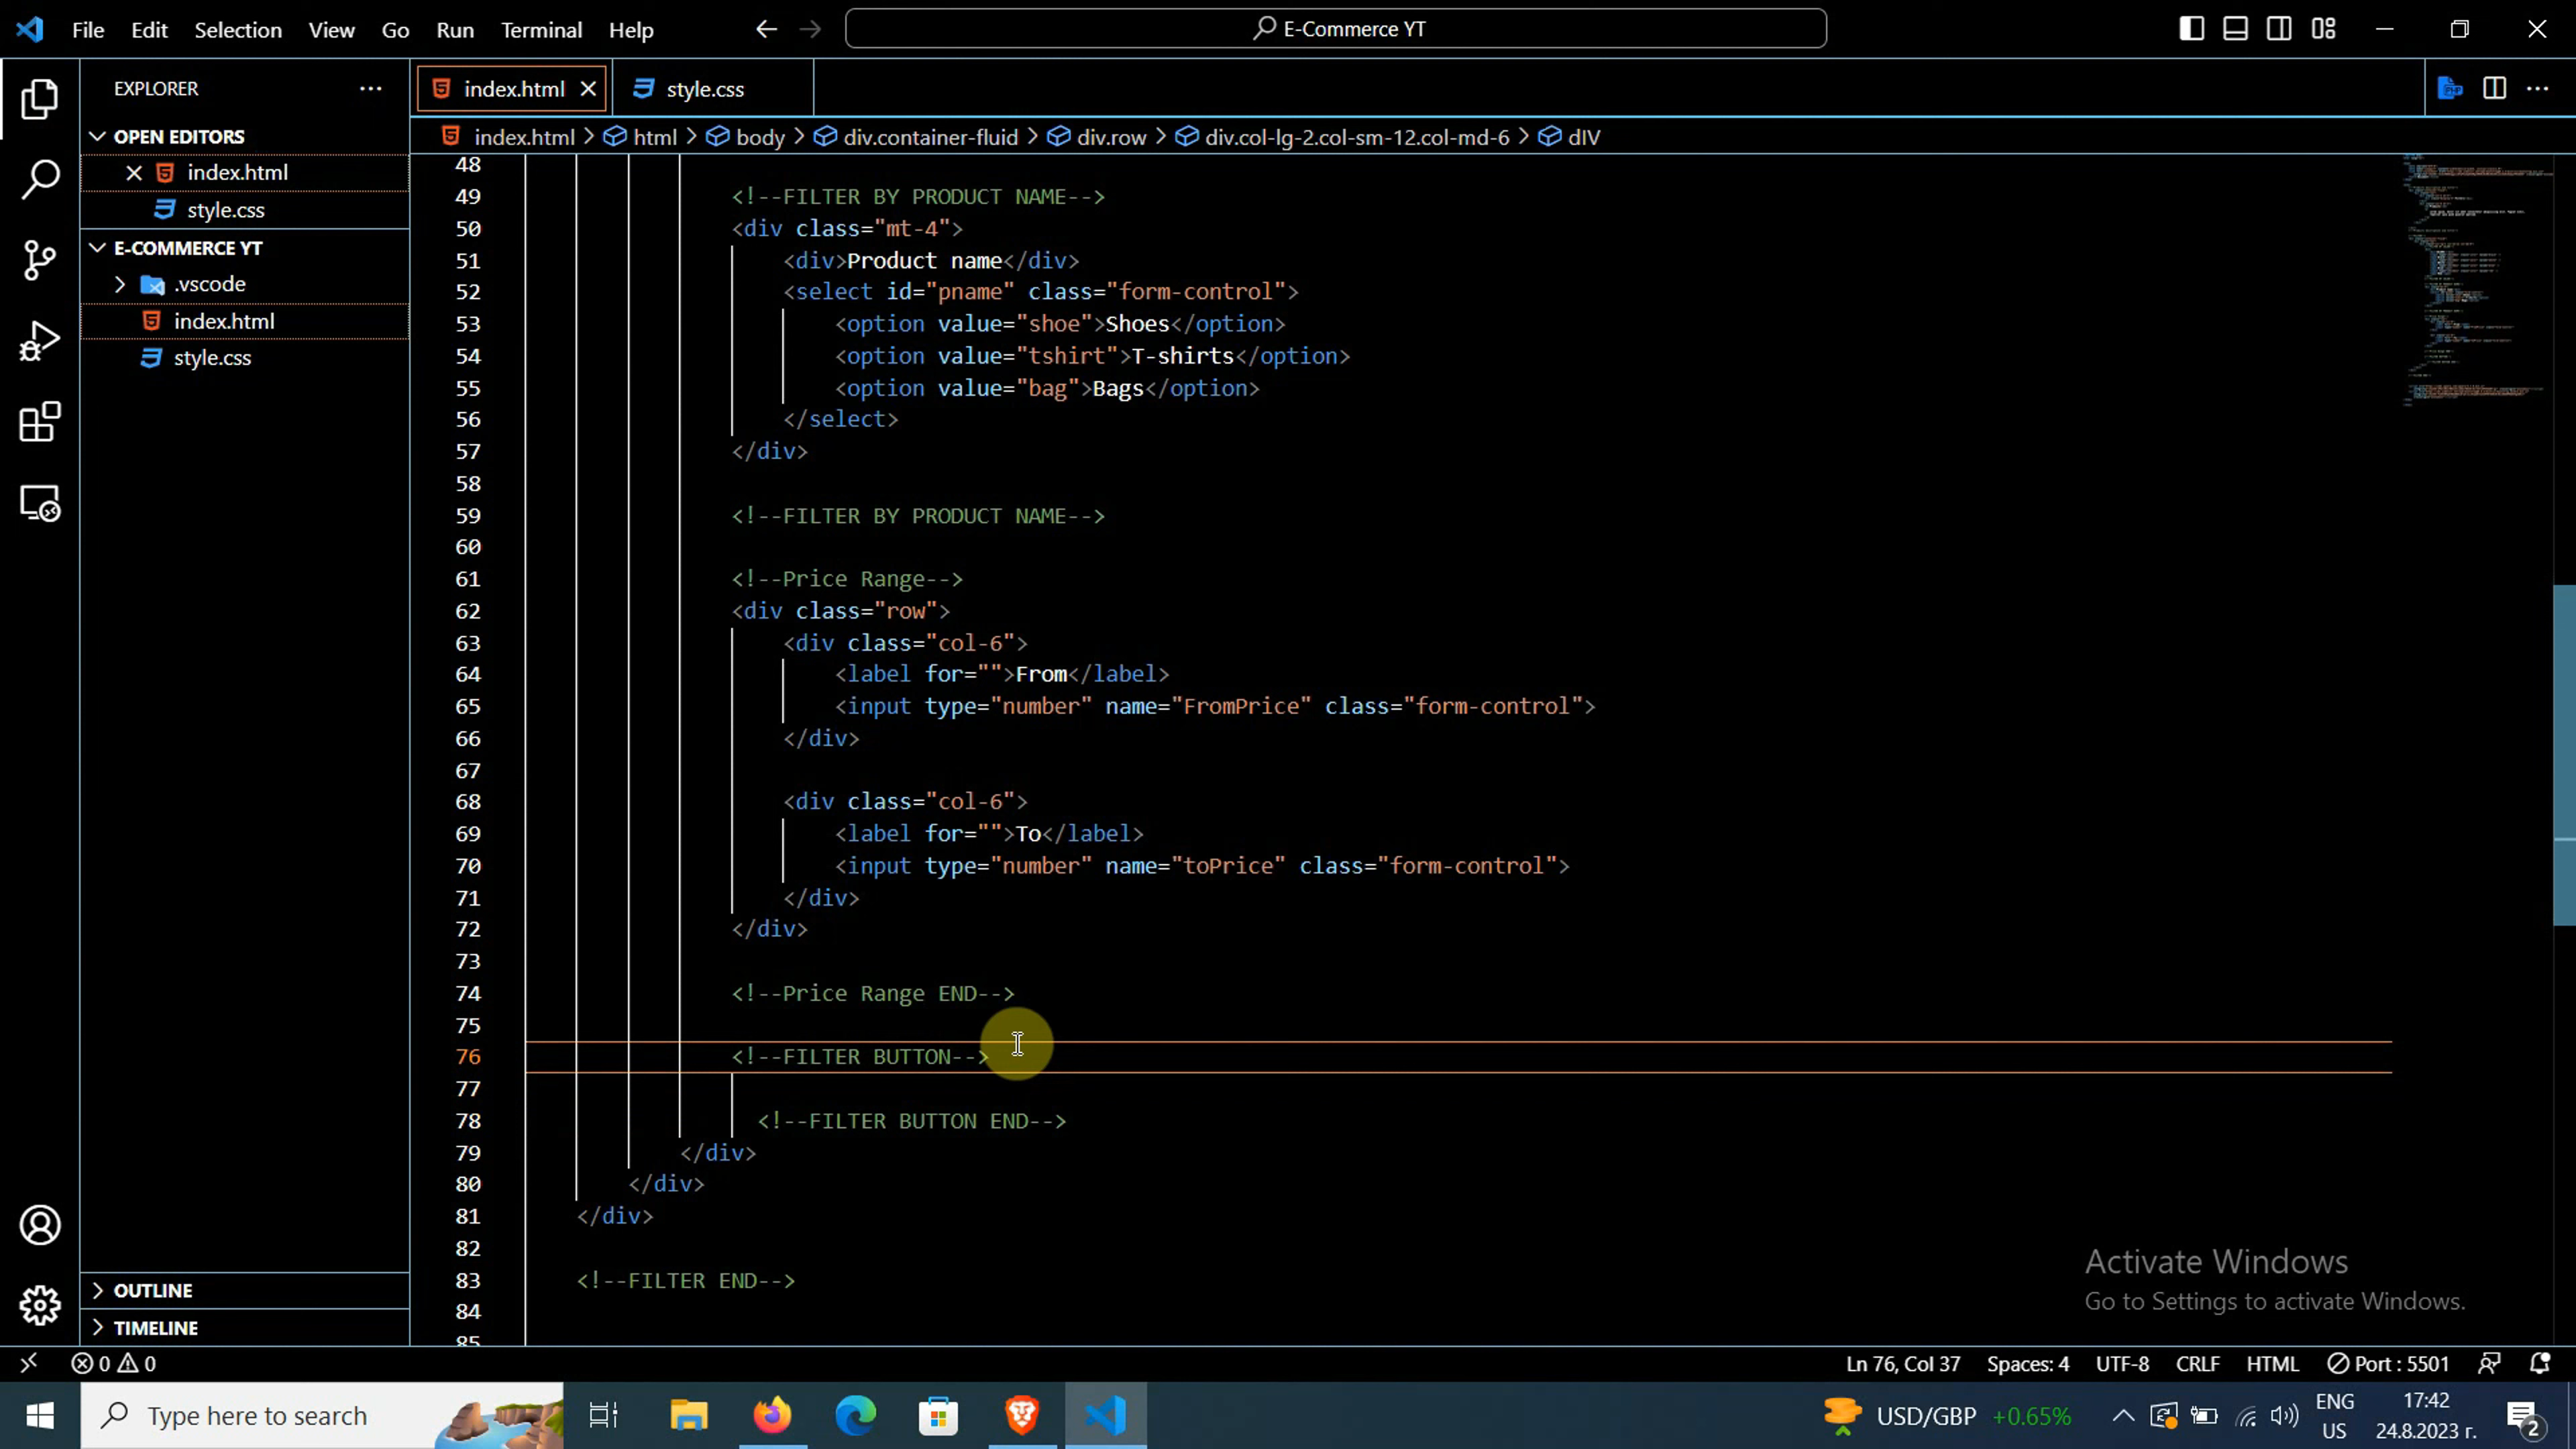 File Edit Selection View Go Run Terminal Help
E-Commerce YT
EXPLORER
OPEN EDITORS
index.html
style.css
E-COMMERCE YT
.vscode
index.html
style.css
OUTLINE
TIMELINE
index.html style.css
index.html > html > body > div.container-fluid > div.row > div.col-lg-2.col-sm-12.col-md-6 > dIV
48
49 <!--FILTER BY PRODUCT NAME-->
50 <div class="mt-4">
51 <div>Product name</div>
52 <select id="pname" class="form-control">
53 <option value="shoe">Shoes</option>
54 <option value="tshirt">T-shirts</option>
55 <option value="bag">Bags</option>
56 </select>
57 </div>
58
59 <!--FILTER BY PRODUCT NAME-->
60
61 <!--Price Range-->
62 <div class="row">
63 <div class="col-6">
64 <label for="">From</label>
65 <input type="number" name="FromPrice" class="form-control">
66 </div>
67
68 <div class="col-6">
69 <label for="">To</label>
70 <input type="number" name="toPrice" class="form-control">
71 </div>
72 </div>
73
74 <!--Price Range END-->
75
76 <!--FILTER BUTTON-->
77
78 <!--FILTER BUTTON END-->
79 </div>
80 </div>
81 </div>
82
83 <!--FILTER END-->
84
85
Activate Windows
Go to Settings to activate Windows.
0 0 Ln 76, Col 37 Spaces: 4 UTF-8 CRLF HTML Port : 5501
Type here to search
USD/GBP +0.65%
ENG
US
17:42
24.8.2023 г.
2